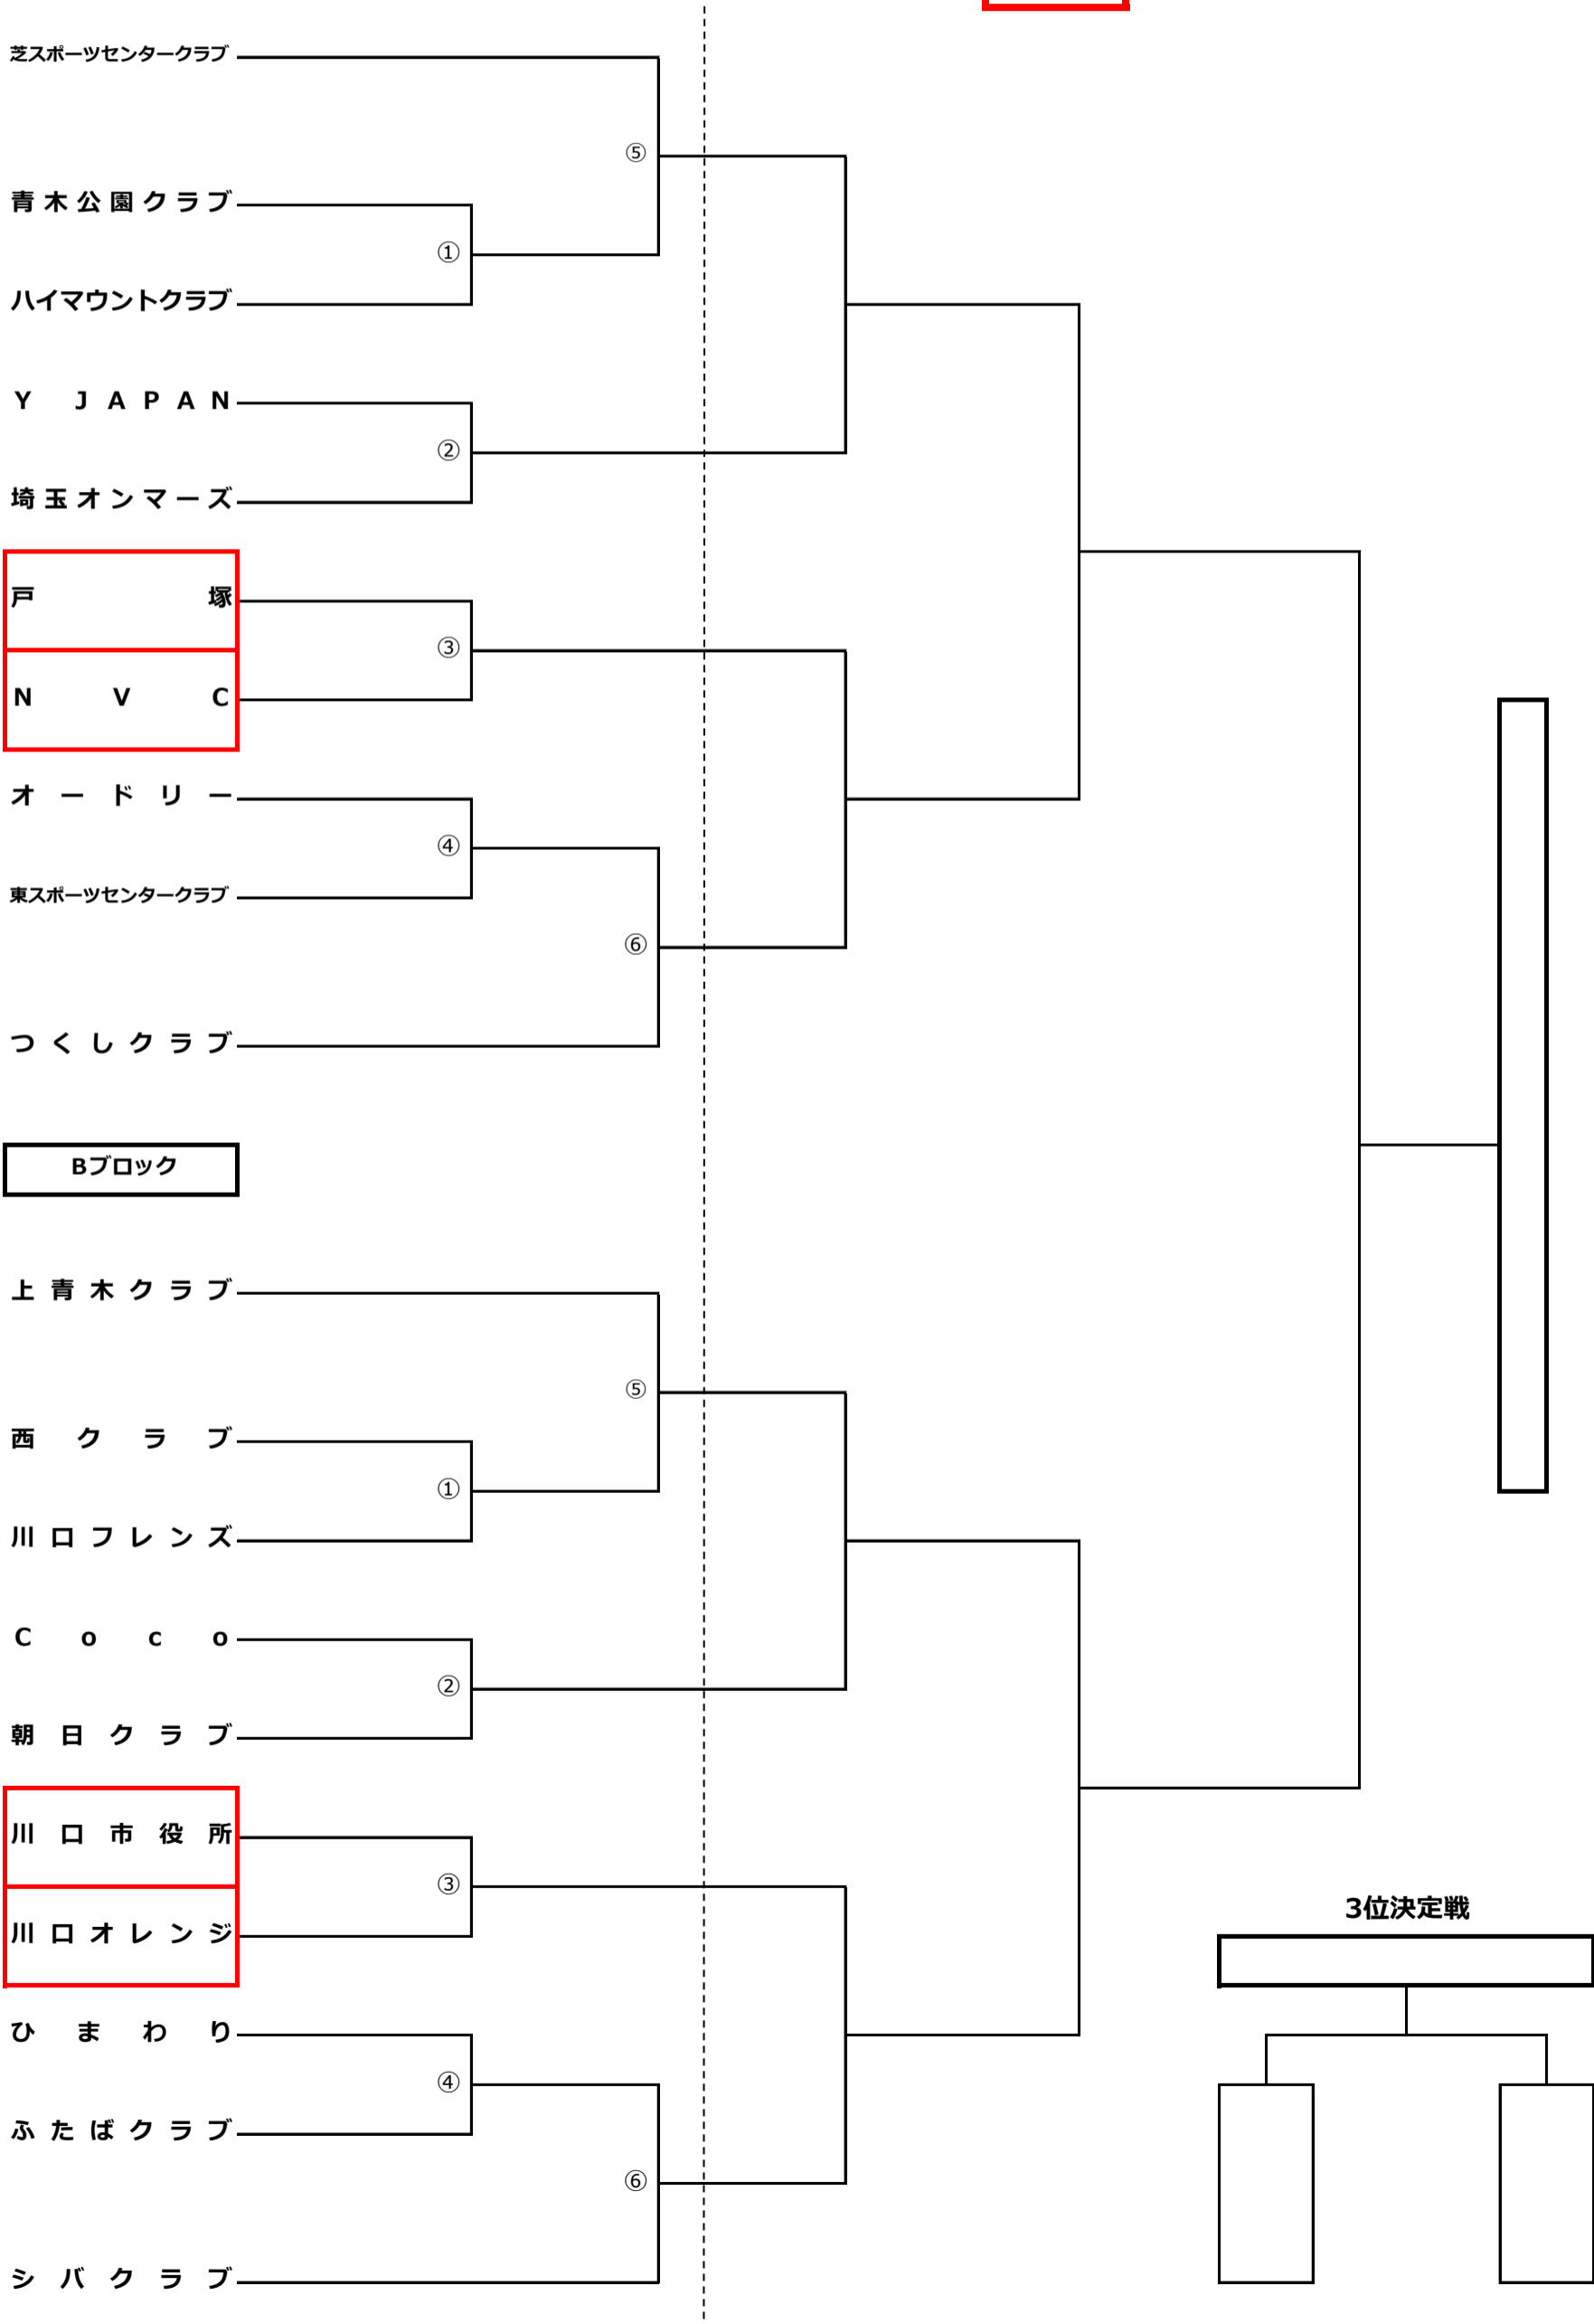 芝スポーツセンタークラブ
⑤
青木公園クラブ
①
ハイマウントクラブ
Y JAPAN
②
埼玉オンマーズ
戸塚
③
NVC
オードリー
④
東スポーツセンタークラブ
⑥
つくしクラブ
Bブロック
上青木クラブ
⑤
西クラブ
①
川口フレンズ
Coco
②
朝日クラブ
川口市役所
③
川口オレンジ
3位決定戦
ひまわり
④
ふたばクラブ
⑥
シバクラブ